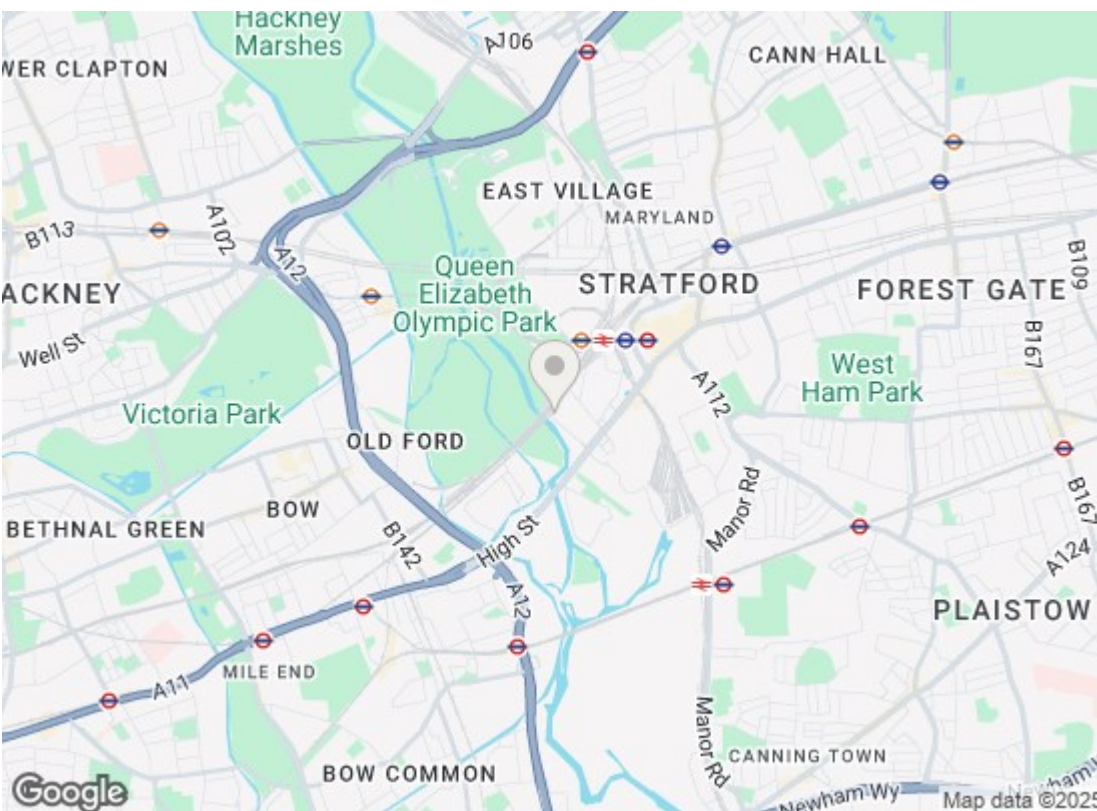 Hackney
Marshes
A106
CANN HALL
WER CLAPTON
EAST VILLAGE
MARYLAND
B113
A102
A12
B109
Queen
Elizabeth
Olympic Park
STRATFORD
FOREST GATE
ACKNEY
Well St
B167
West
Ham Park
A112
Victoria Park
OLD FORD
BOW
BETHNAL GREEN
B142
High St
Manor Rd
B167
A124
A12
PLAISTOW
MILE END
A11
Manor Rd
CANNING TOWN
BOW COMMON
Newham Wy
Google
Map data ©2025